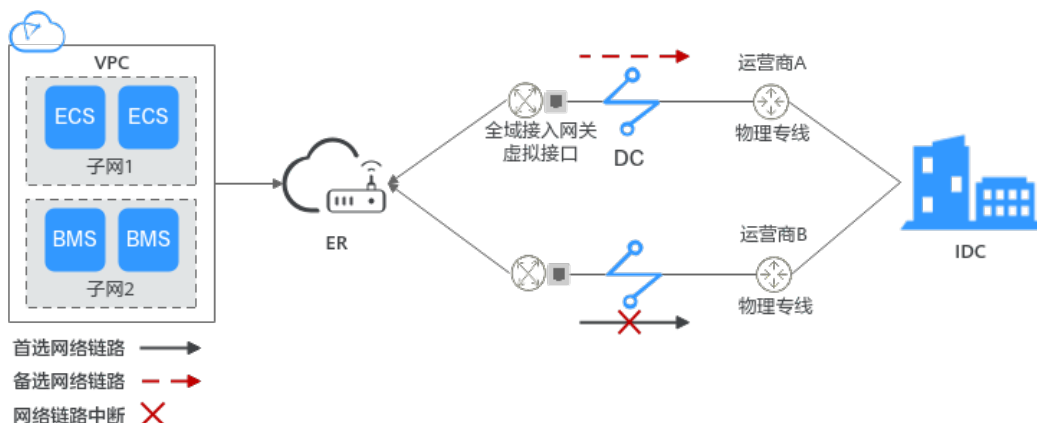 VPC
ECS
ECS
子网1
BMS
BMS
子网2
ER
全域接入网关
虚拟接口
DC
运营商A
物理专线
运营商B
物理专线
IDC
首选网络链路
备选网络链路
网络链路中断